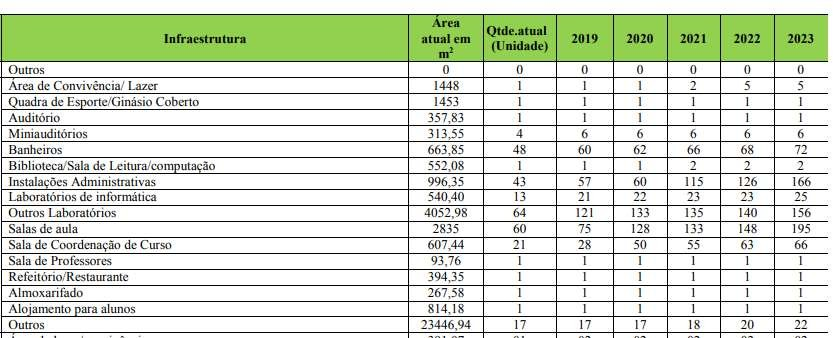 Infraestrutura Área atual em m² Qtde.atual (Unidade) 2019 2020 2021 2022 2023
Outros 0 0 0 0 0 0 0
Área de Convivência/ Lazer 1448 1 1 1 2 5 5
Quadra de Esporte/Ginásio Coberto 1453 1 1 1 1 1 1
Auditório 357,83 1 1 1 1 1 1
Miniauditórios 313,55 4 6 6 6 6 6
Banheiros 663,85 48 60 62 66 68 72
Biblioteca/Sala de Leitura/computação 552,08 1 1 1 2 2 2
Instalações Administrativas 996,35 43 57 60 115 126 166
Laboratórios de informática 540,40 13 21 22 23 23 25
Outros Laboratórios 4052,98 64 121 133 135 140 156
Salas de aula 2835 60 75 128 133 148 195
Sala de Coordenação de Curso 607,44 21 28 50 55 63 66
Sala de Professores 93,76 1 1 1 1 1 1
Refeitório/Restaurante 394,35 1 1 1 1 1 1
Almoxarifado 267,58 1 1 1 1 1 1
Alojamento para alunos 814,18 1 1 1 1 1 1
Outros 23446,94 17 17 17 18 20 22